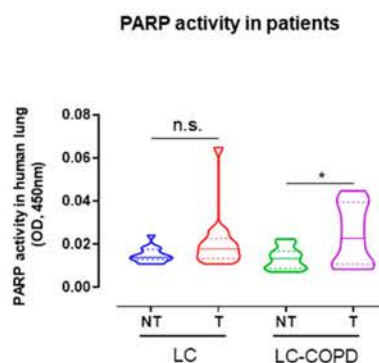 PARP activity in patients
PARP activity in human lung
(OD, 450nm)
0.08
0.06
0.04
0.02
0.00
n.s.
*
NT T NT T
LC LC-COPD